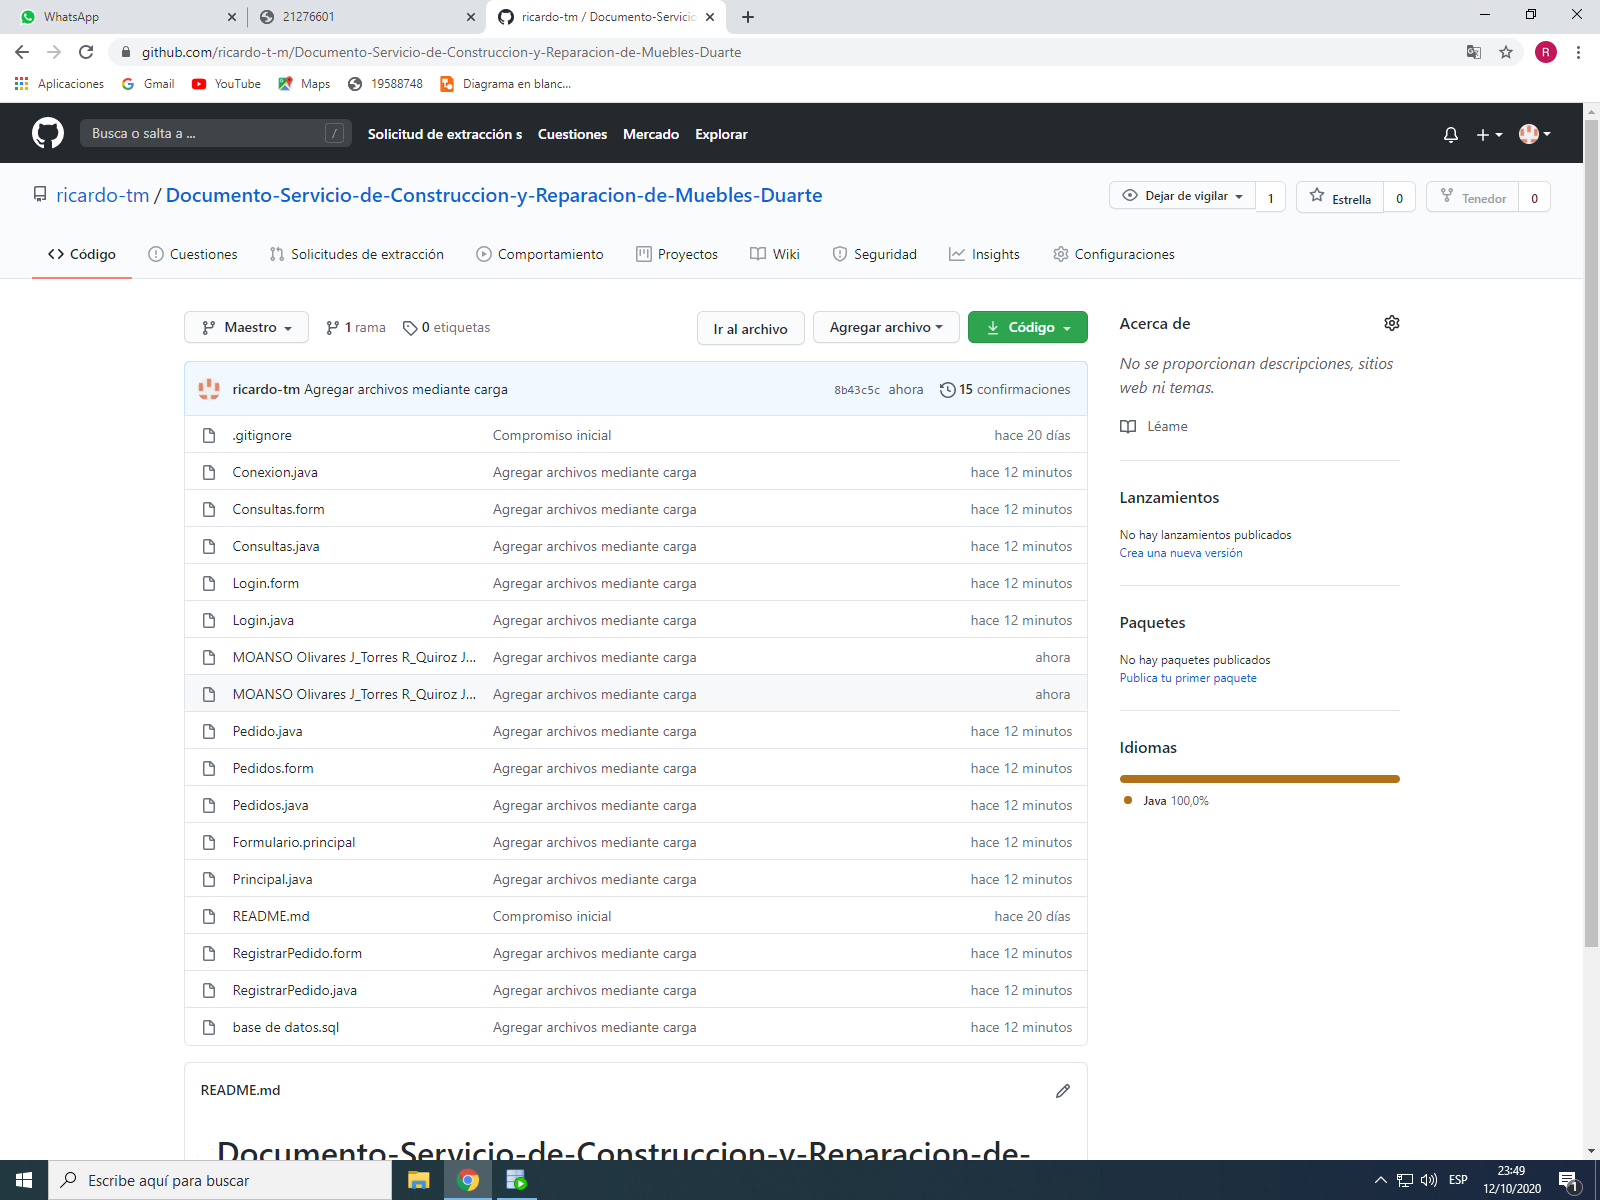 WhatsApp
21276601
ricardo-tm / Documento-Servicio
github.com/ricardo-t-m/Documento-Servicio-de-Construccion-y-Reparacion-de-Muebles-Duarte
R
Aplicaciones
Gmail
YouTube
Maps
19588748
Diagrama en blanc...
Busca o salta a ...
/
Solicitud de extracción s
Cuestiones
Mercado
Explorar
ricardo-tm / Documento-Servicio-de-Construccion-y-Reparacion-de-Muebles-Duarte
Dejar de vigilar 1
Estrella 0
Tenedor 0
Código
Cuestiones
Solicitudes de extracción
Comportamiento
Proyectos
Wiki
Seguridad
Insights
Configuraciones
Maestro
1 rama
0 etiquetas
Ir al archivo
Agregar archivo
Código
ricardo-tm Agregar archivos mediante carga 8b43c5c ahora 15 confirmaciones
.gitignore Compromiso inicial hace 20 días
Conexion.java Agregar archivos mediante carga hace 12 minutos
Consultas.form Agregar archivos mediante carga hace 12 minutos
Consultas.java Agregar archivos mediante carga hace 12 minutos
Login.form Agregar archivos mediante carga hace 12 minutos
Login.java Agregar archivos mediante carga hace 12 minutos
MOANSO Olivares J_Torres R_Quiroz J... Agregar archivos mediante carga ahora
MOANSO Olivares J_Torres R_Quiroz J... Agregar archivos mediante carga ahora
Pedido.java Agregar archivos mediante carga hace 12 minutos
Pedidos.form Agregar archivos mediante carga hace 12 minutos
Pedidos.java Agregar archivos mediante carga hace 12 minutos
Formulario.principal Agregar archivos mediante carga hace 12 minutos
Principal.java Agregar archivos mediante carga hace 12 minutos
README.md Compromiso inicial hace 20 días
RegistrarPedido.form Agregar archivos mediante carga hace 12 minutos
RegistrarPedido.java Agregar archivos mediante carga hace 12 minutos
base de datos.sql Agregar archivos mediante carga hace 12 minutos
README.md
Documento-Servicio-de-Construccion-y-Reparacion-de-
Acerca de
No se proporcionan descripciones, sitios
web ni temas.
Léame
Lanzamientos
No hay lanzamientos publicados
Crea una nueva versión
Paquetes
No hay paquetes publicados
Publica tu primer paquete
Idiomas
Java 100,0%
Escribe aquí para buscar
ESP
23:49
12/10/2020
1